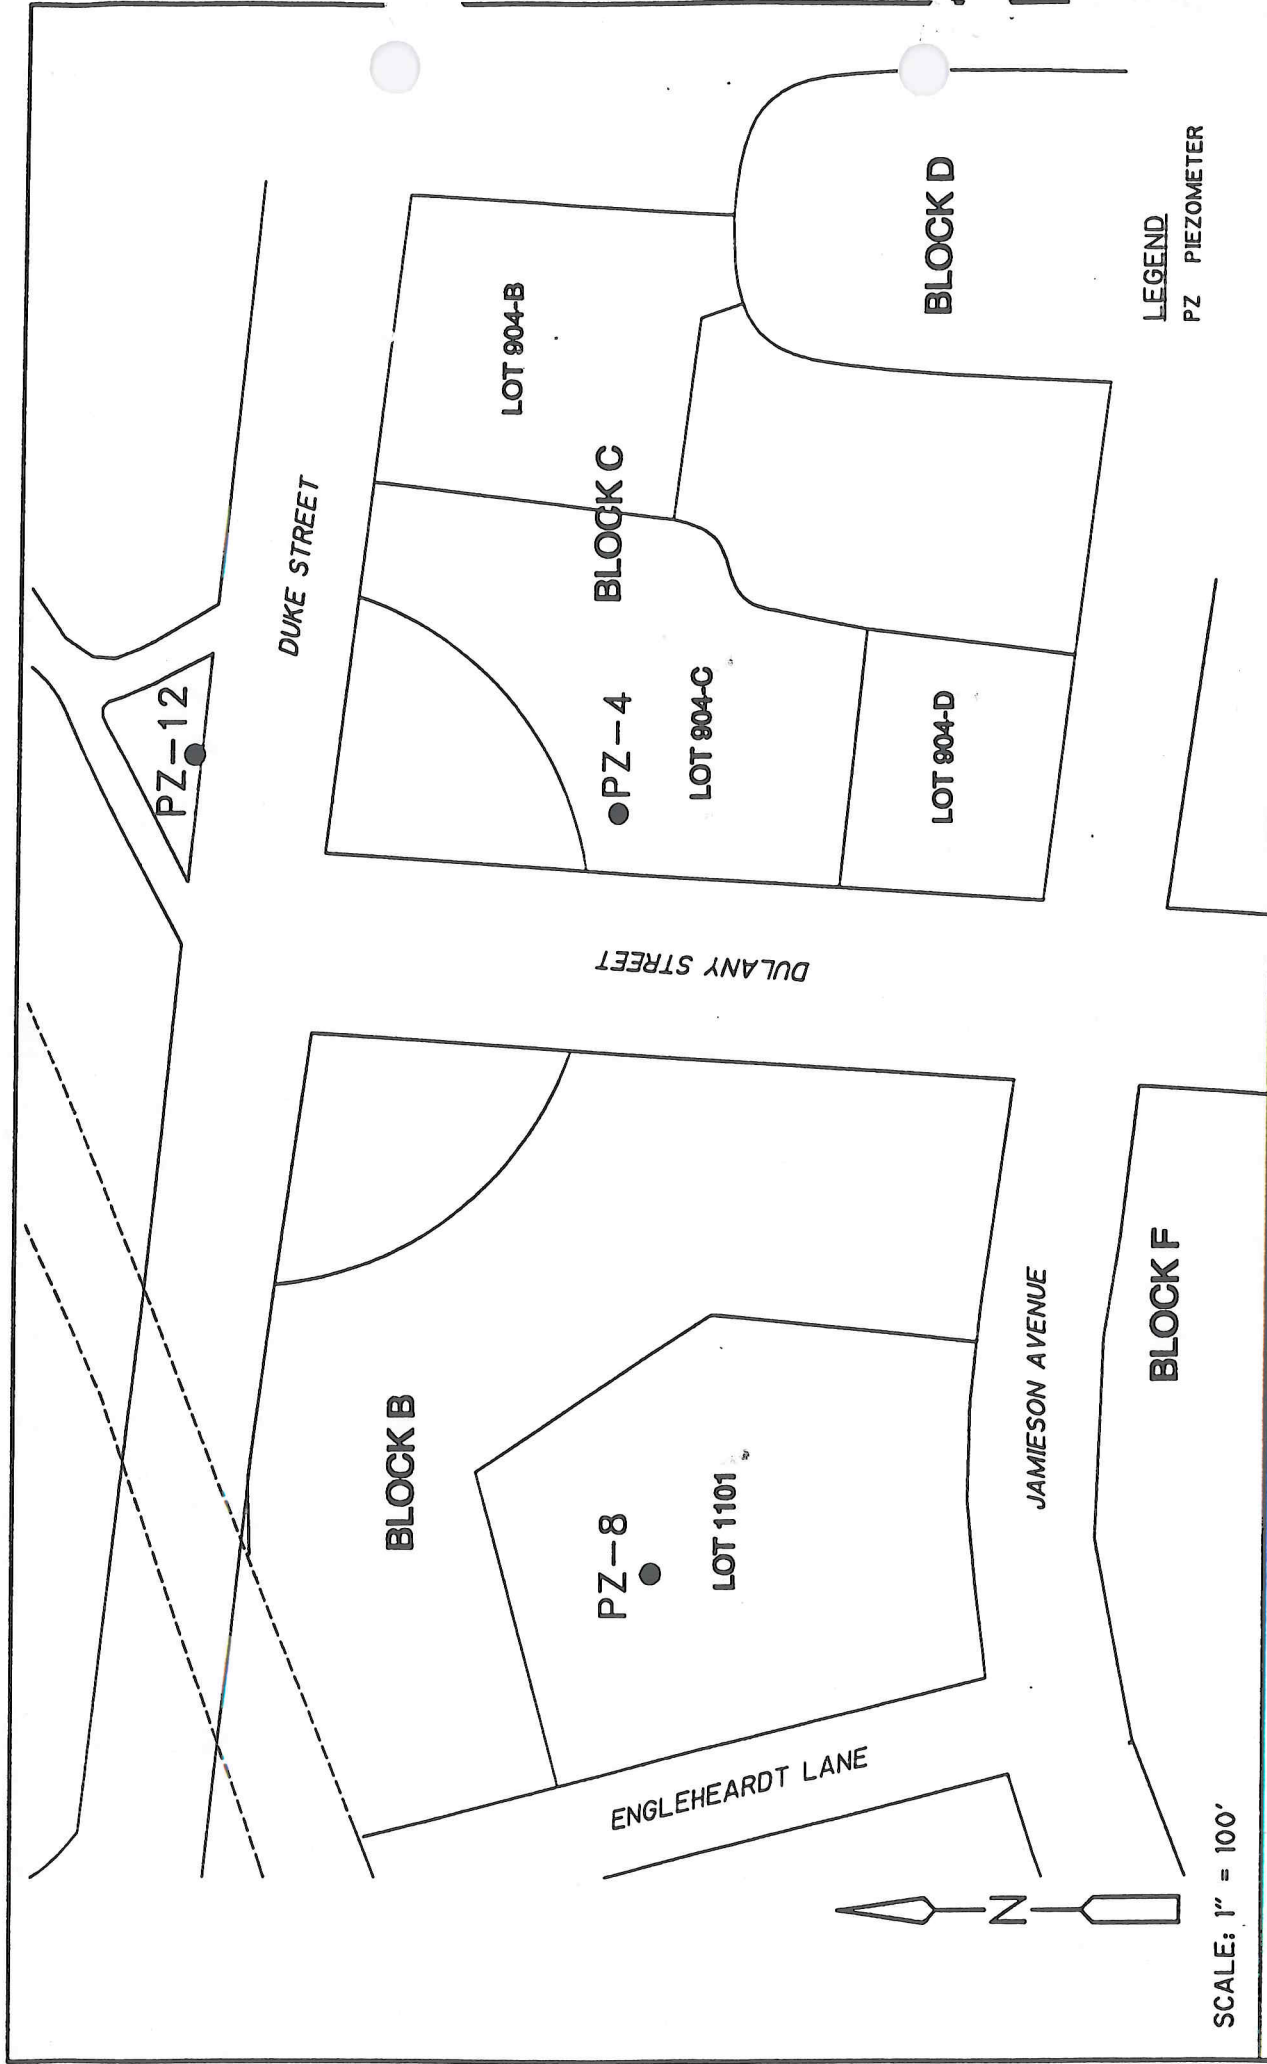 PZ-12
DUKE STREET
LOT 904-B
BLOCK C
PZ-4
LOT 904-C
LOT 904-D
BLOCK D
DULANY STREET
BLOCK B
PZ-8
LOT 1101
JAMIESON AVENUE
BLOCK F
ENGLEHEARDT LANE
N
SCALE: 1" = 100'
LEGEND
PZ PIEZOMETER